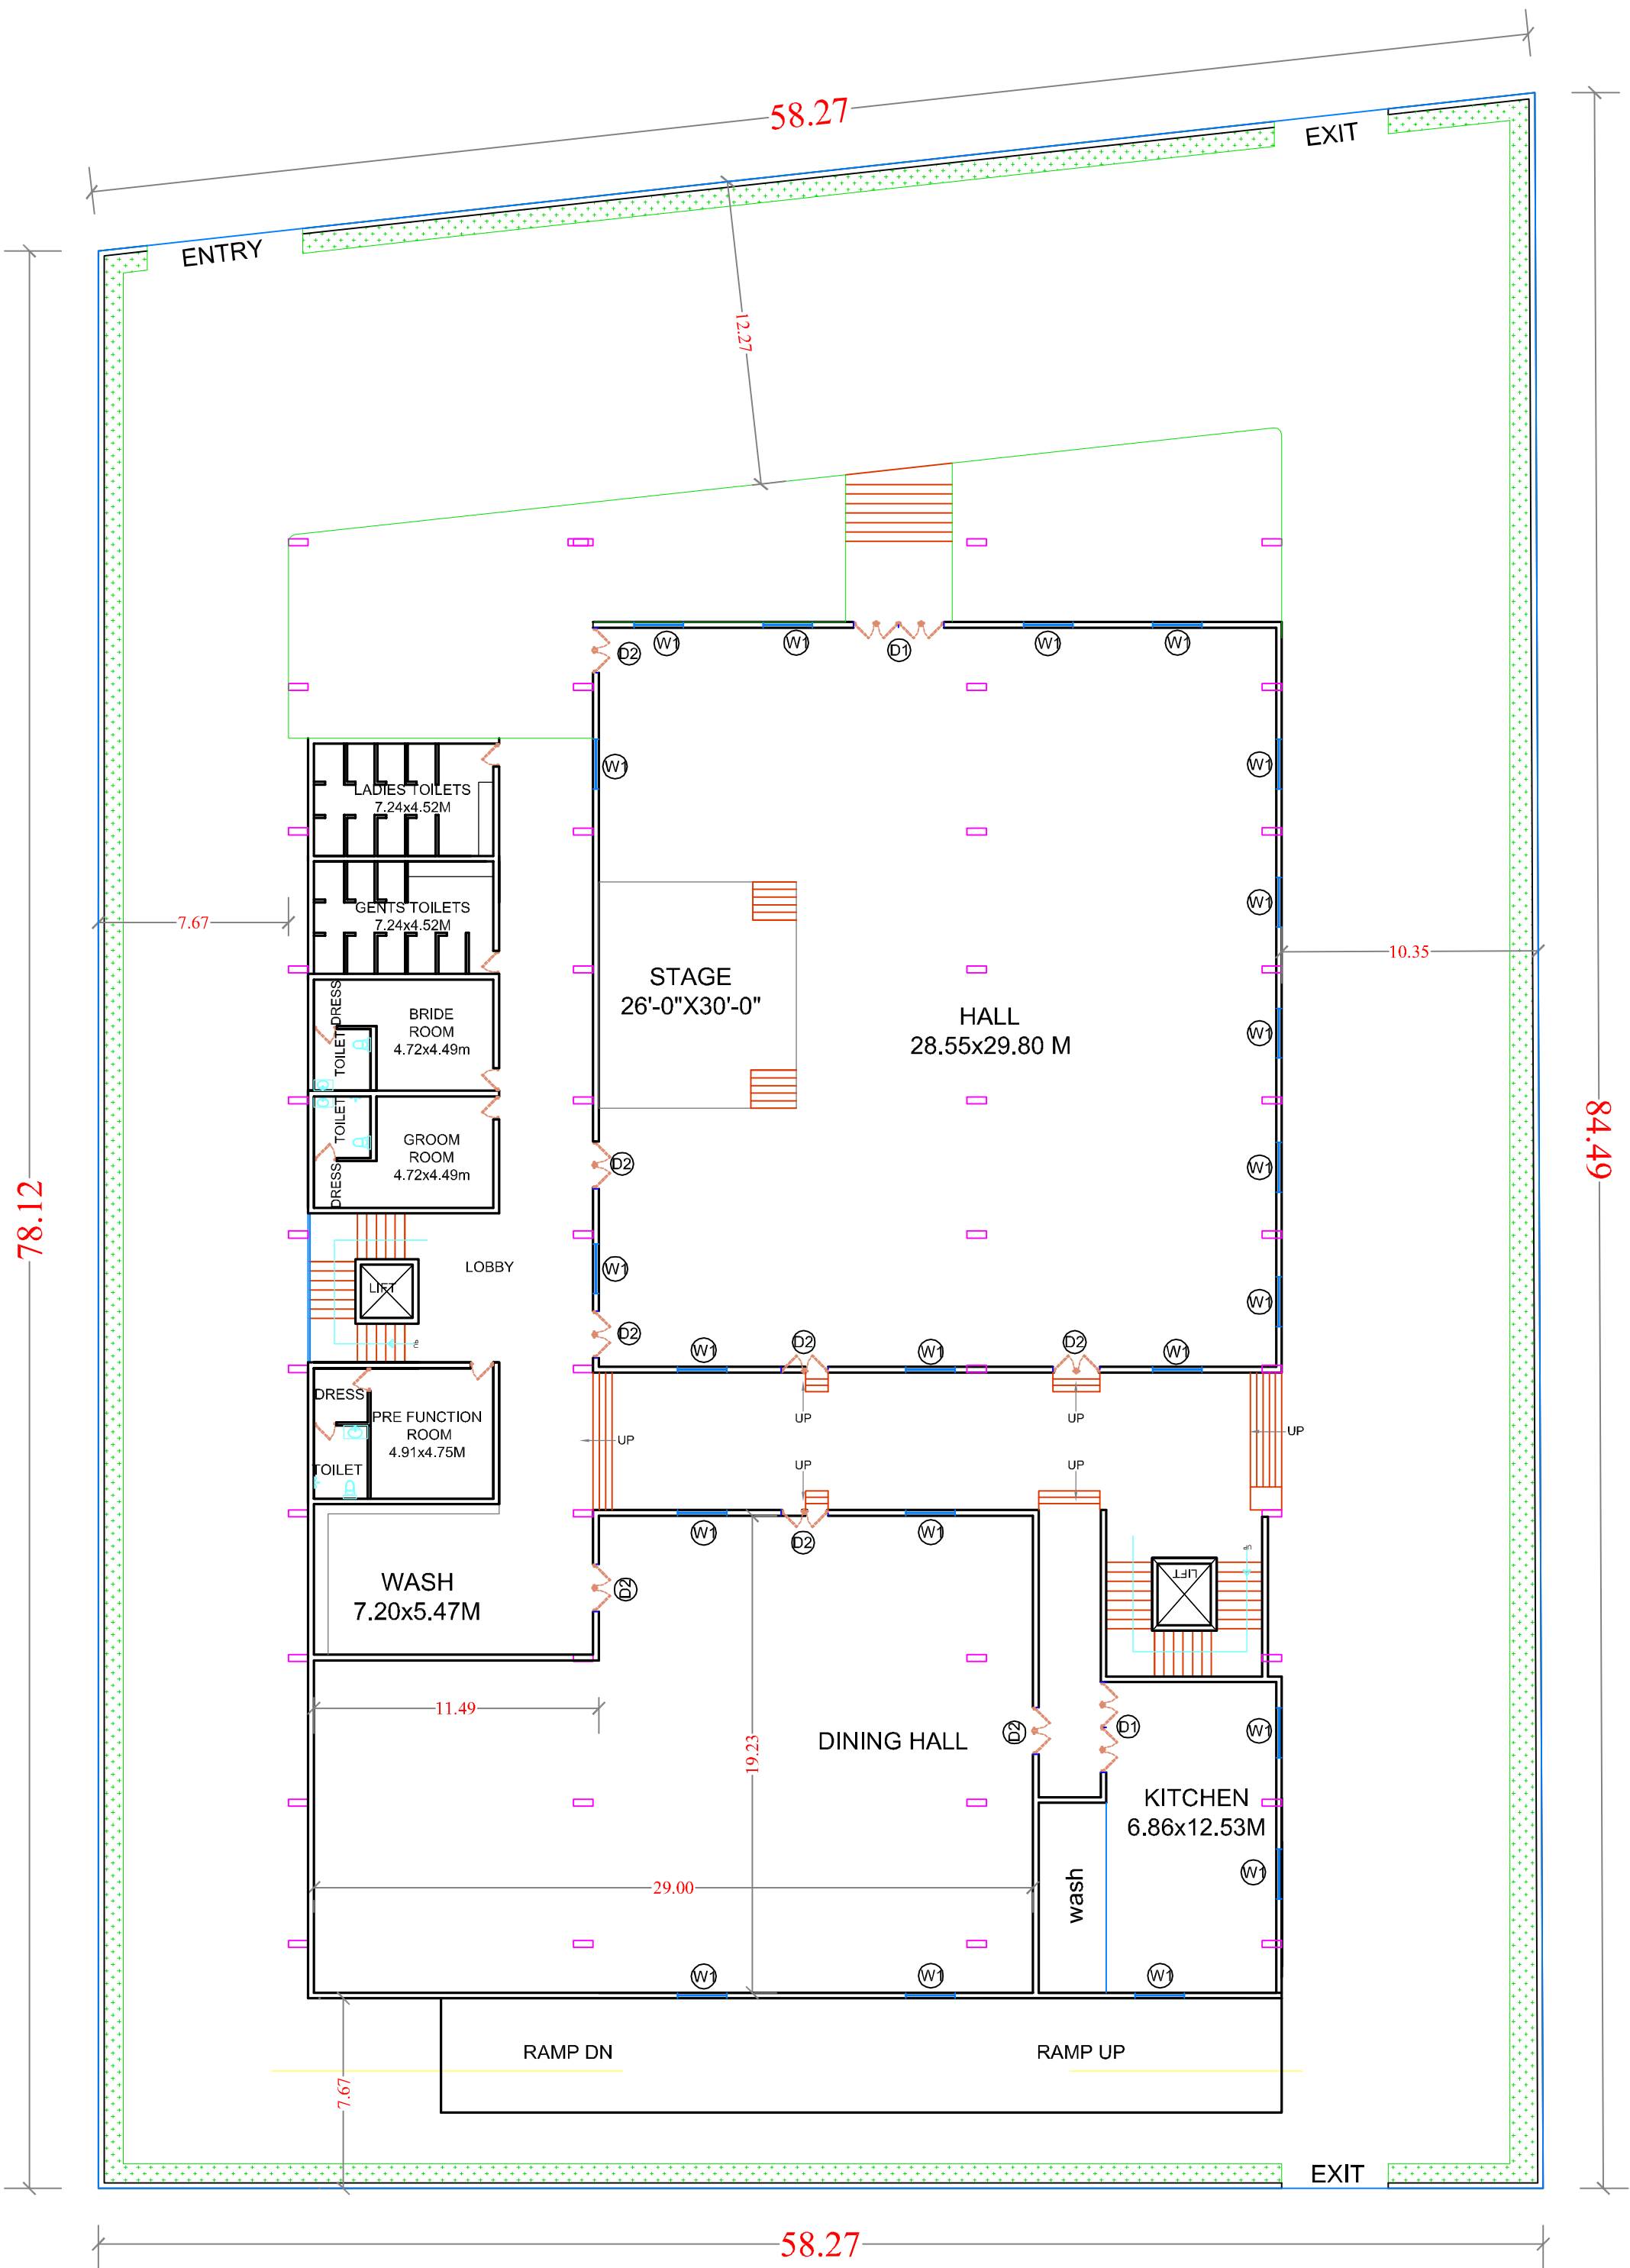 58.27
EXIT
ENTRY
12.27
W1
W1
D1
W1
W1
D2
W1
W1
LADIES TOILETS
7.24x4.52M
GENTS TOILETS
7.24x4.52M
W1
7.67
10.35
STAGE
26'-0"X30'-0"
HALL
28.55x29.80 M
DRESS
BRIDE
ROOM
4.72x4.49m
TOILET
W1
TOILET
GROOM
ROOM
4.72x4.49m
DRESS
D2
W1
84.49
78.12
LOBBY
LIFT
UP
W1
W1
D2
W1
D2
W1
D2
W1
DRESS
PRE FUNCTION
ROOM
4.91x4.75M
TOILET
UP
UP
UP
UP
UP
UP
W1
D2
W1
UP
LIFT
WASH
7.20x5.47M
D2
11.49
19.23
DINING HALL
D2
D1
W1
KITCHEN
6.86x12.53M
W1
29.00
wash
W1
W1
W1
RAMP DN
RAMP UP
7.67
EXIT
58.27